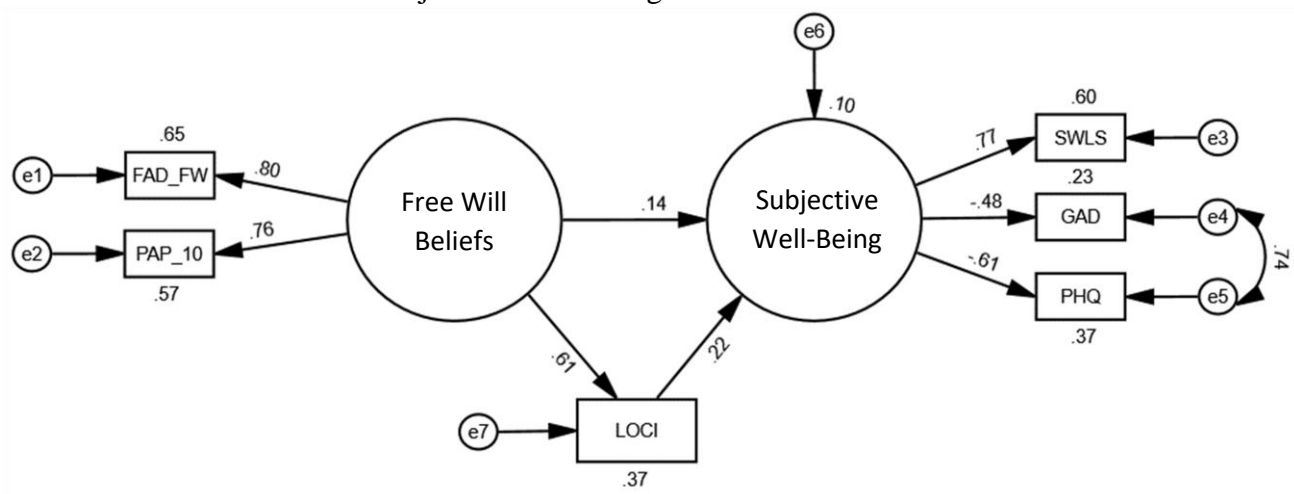 e6
.10
.60
.65
.77
SWLS
e3
e1
FAD_FW
.80
Free Will
Beliefs
.14
Subjective
Well-Being
.23
-.48
GAD
e4
e2
PAP_10
.76
.57
-.61
.74
PHQ
e5
.37
.61
.22
e7
LOCI
.37